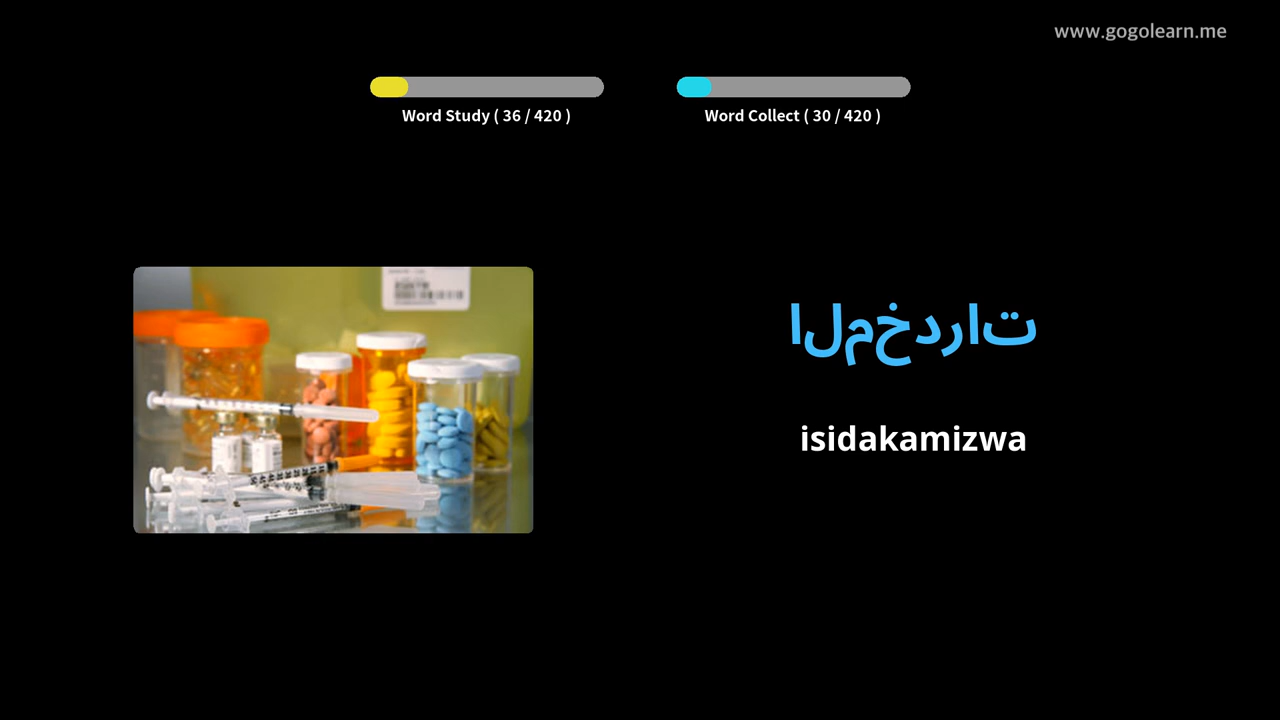 www.gogolearn.me
Word Study ( 36 / 420 )
Word Collect ( 30 / 420 )
المخدرات
isidakamizwa